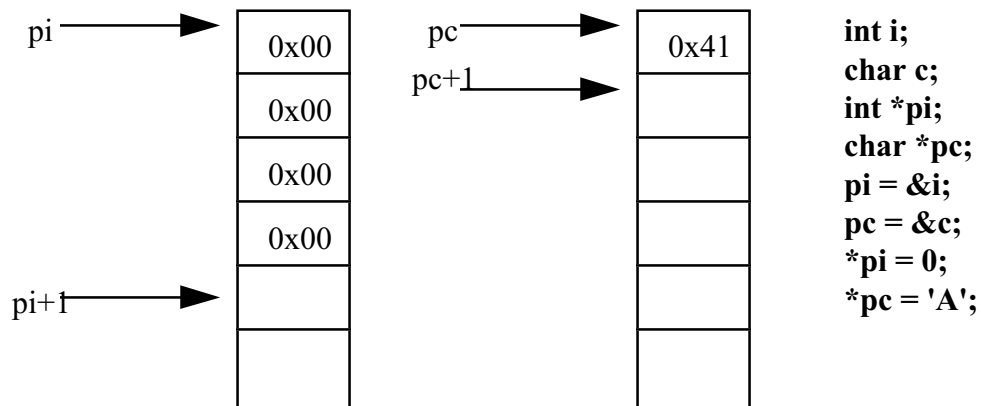 pi
0x00
0x00
0x00
0x00
pi+1
pc
pc+1
0x41
int i;
char c;
int *pi;
char *pc;
pi = &i;
pc = &c;
*pi = 0;
*pc = 'A';